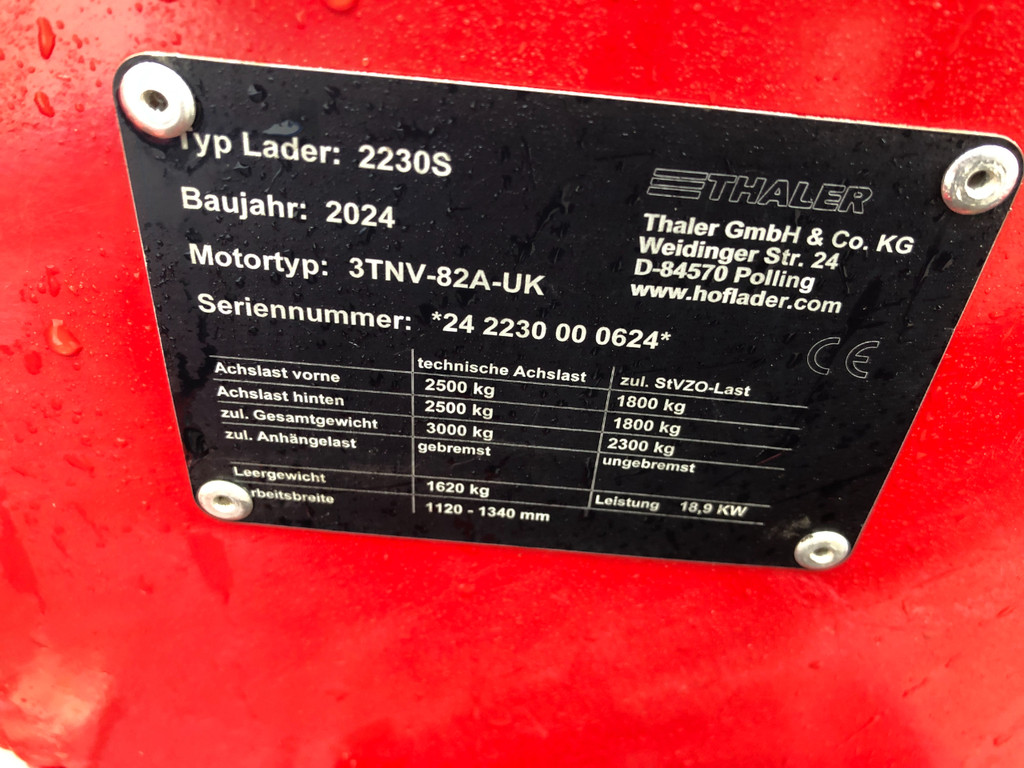 Typ Lader: 2230S
Baujahr: 2024
Motortyp: 3TNV-82A-UK
Seriennummer: *24 2230 00 0624*
THALER
Thaler GmbH & Co. KG
Weidinger Str. 24
D-84570 Polling
www.hoflader.com
CE
technische Achslast zul. StVZO-Last
Achslast vorne 2500 kg 1800 kg
Achslast hinten 2500 kg 1800 kg
zul. Gesamtgewicht 3000 kg 2300 kg
zul. Anhängelast gebremst ungebremst
Leergewicht 1620 kg Leistung 18,9 KW
rbeitsbreite 1120 - 1340 mm